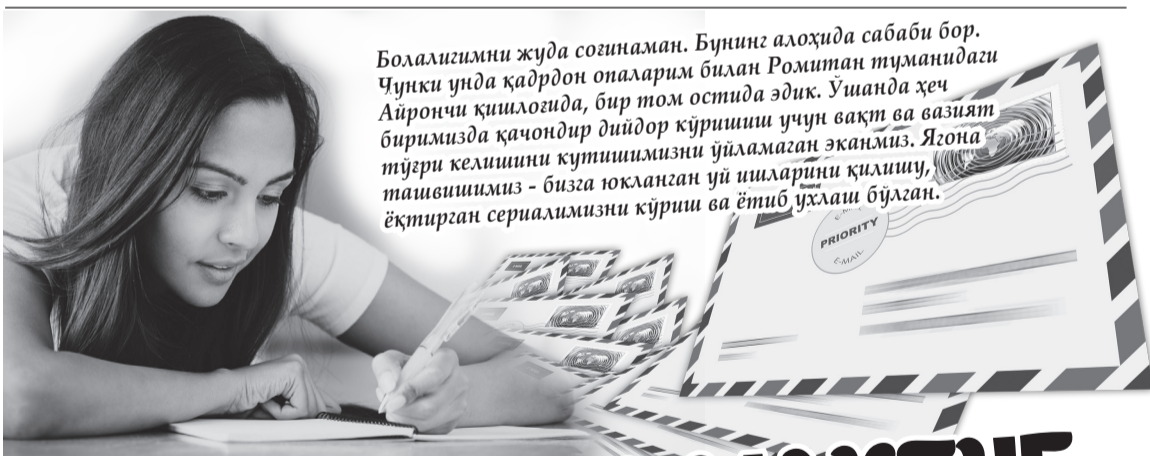 Болалигимни жуда соғинаман. Бунинг алоҳида сабаби бор.
Чунки унда қадрдон опаларим билан Ромитан туманидаги
Айрончи қишлоғида, бир том остида эдик. Ўшанда ҳеч
биримизда қачондир дийдор кўришиш учун вақт ва вазият
тўғри келишини кутишимизни ўйламаган эканмиз. Ягона
ташвишимиз - бизга юкланган уй ишларини қилишу,
ёқтирган сериалимизни кўриш ва ётиб ухлаш бўлган.
PRIORITY
E-MAIL